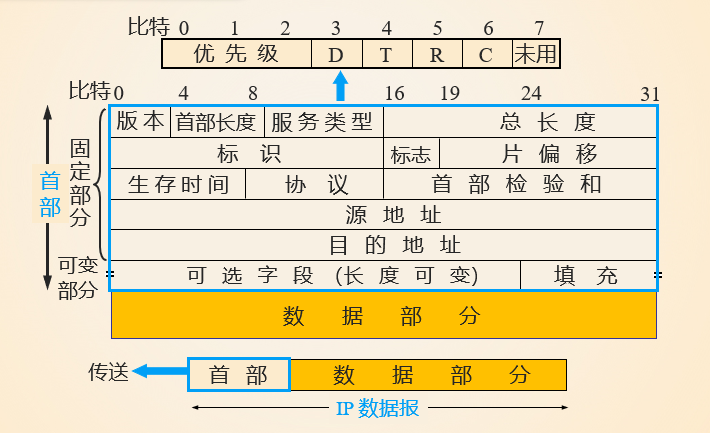 比特 0 1 2 3 4 5 6 7
优先级 D T R C 未用
比特 0 4 8 16 19 24 31
版本 首部长度 服务类型 总长度
标识 标志 片偏移
生存时间 协议 首部检验和
源地址
目的地址
可选字段（长度可变） 填充
数据部分
首部
固定部分
可变部分
传送 首部 数据部分
IP 数据报